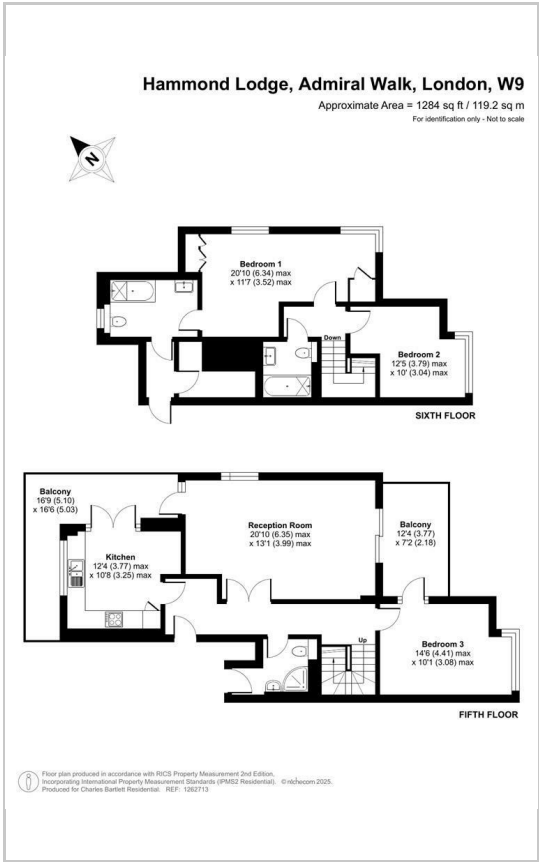 Hammond Lodge, Admiral Walk, London, W9
Approximate Area = 1284 sq ft / 119.2 sq m
For identification only - Not to scale
N
Bedroom 1
20'10 (6.34) max
x 11'7 (3.52) max
Down
Bedroom 2
12'5 (3.79) max
x 10' (3.04) max
SIXTH FLOOR
Balcony
16'9 (5.10)
x 16'6 (5.03)
Reception Room
20'10 (6.35) max
x 13'1 (3.99) max
Balcony
12'4 (3.77)
x 7'2 (2.18)
Kitchen
12'4 (3.77) max
x 10'8 (3.25) max
Up
Bedroom 3
14'6 (4.41) max
x 10'1 (3.08) max
FIFTH FLOOR
Floor plan produced in accordance with RICS Property Measurement 2nd Edition,
Incorporating International Property Measurement Standards (IPMS2 Residential). © nichecom 2025.
Produced for Charles Bartlett Residential. REF: 1262713